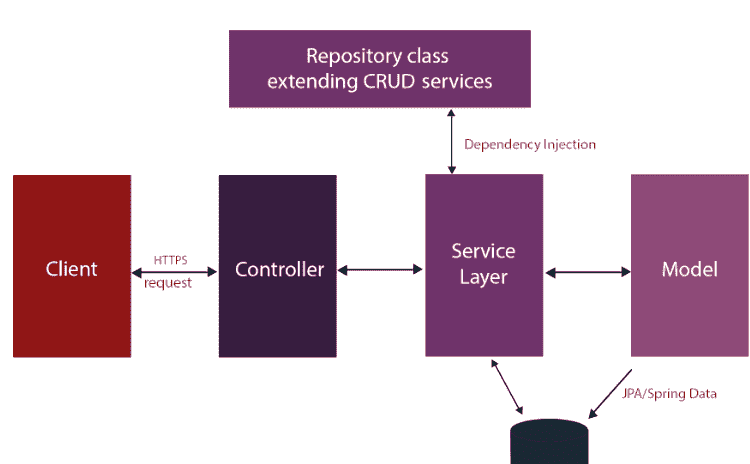 Repository class
extending CRUD services
Dependency Injection
Client
HTTPS
request
Controller
Service
Layer
Model
JPA/Spring Data